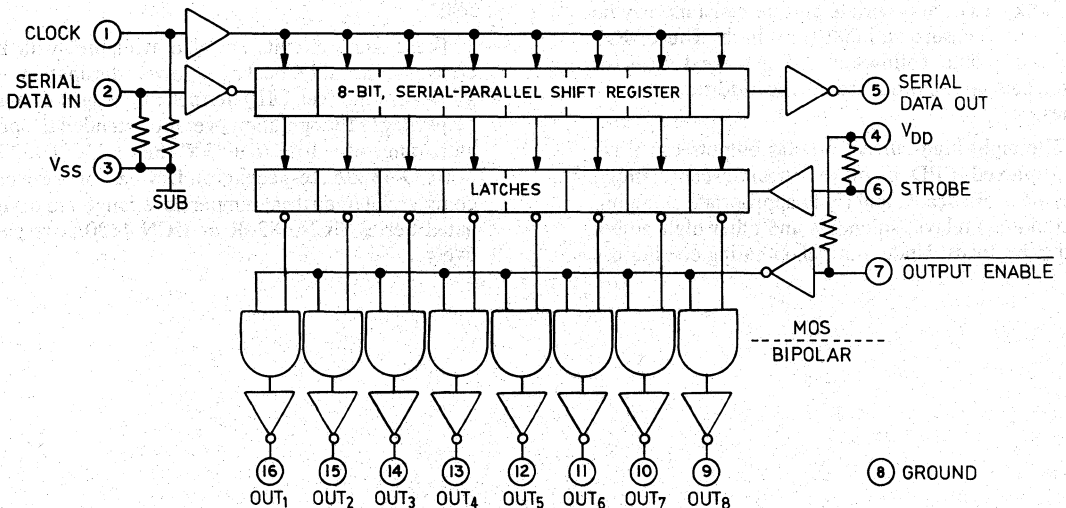 CLOCK 1
SERIAL DATA IN 2
8-BIT, SERIAL-PARALLEL SHIFT REGISTER
5 SERIAL DATA OUT
4 VDD
VSS 3
SUB
LATCHES
6 STROBE
7 OUTPUT ENABLE
MOS
BIPOLAR
16 15 14 13 12 11 10 9
8 GROUND
OUT1 OUT2 OUT3 OUT4 OUT5 OUT6 OUT7 OUT8